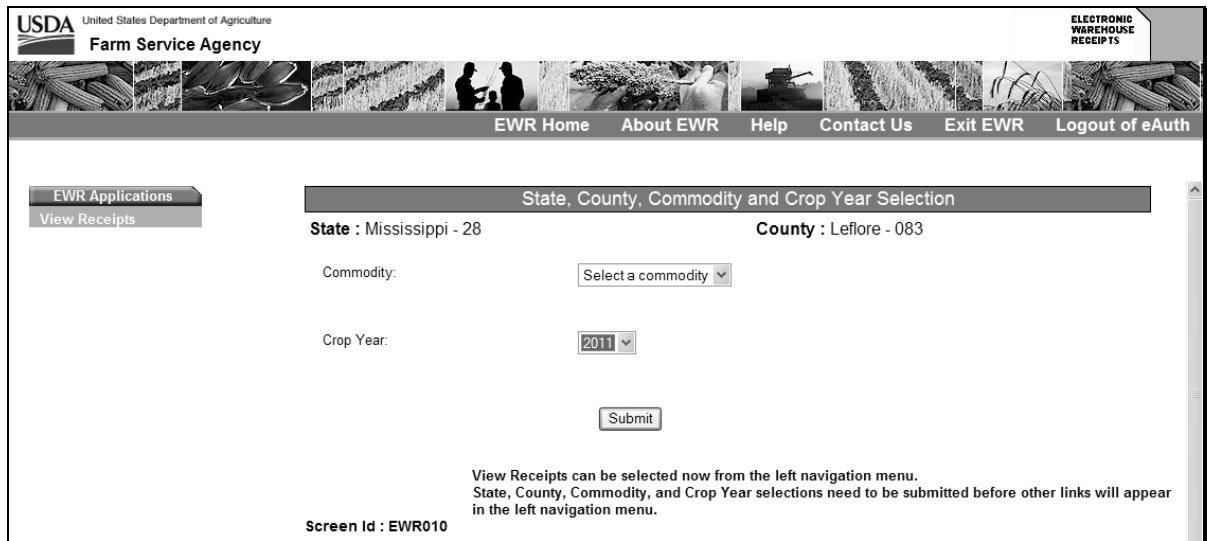 USDA United States Department of Agriculture
Farm Service Agency
ELECTRONIC
WAREHOUSE
RECEIPTS
EWR Home About EWR Help Contact Us Exit EWR Logout of eAuth
EWR Applications
View Receipts
State, County, Commodity and Crop Year Selection
State : Mississippi - 28 County : Leflore - 083
Commodity: Select a commodity
Crop Year: 2011
Submit
View Receipts can be selected now from the left navigation menu.
State, County, Commodity, and Crop Year selections need to be submitted before other links will appear
in the left navigation menu.
Screen Id : EWR010